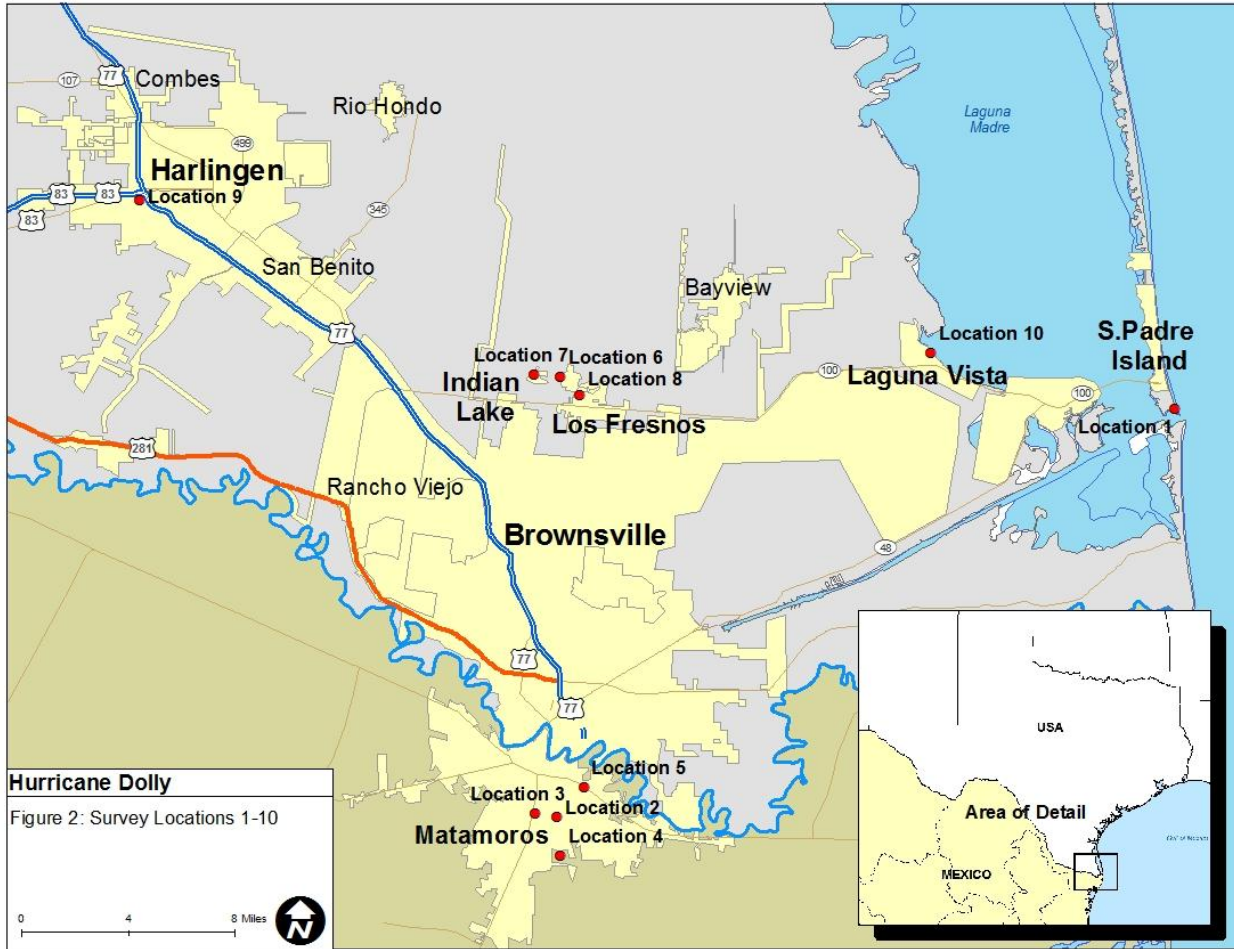 77
Combes
107
Rio Hondo
Laguna
Madre
499
Harlingen
83
83
Location 9
83
345
San Benito
Bayview
77
Location 10
S.Padre
Island
Location 7
Location 6
Location 8
100
Laguna Vista
100
Indian
Lake
Los Fresnos
Location 1
281
Rancho Viejo
Brownsville
48
77
77
USA
Location 5
Location 3
Location 2
Matamoros
Location 4
Area of Detail
Gulf of Mexico
MEXICO
Hurricane Dolly
Figure 2: Survey Locations 1-10
0 4 8 Miles
N